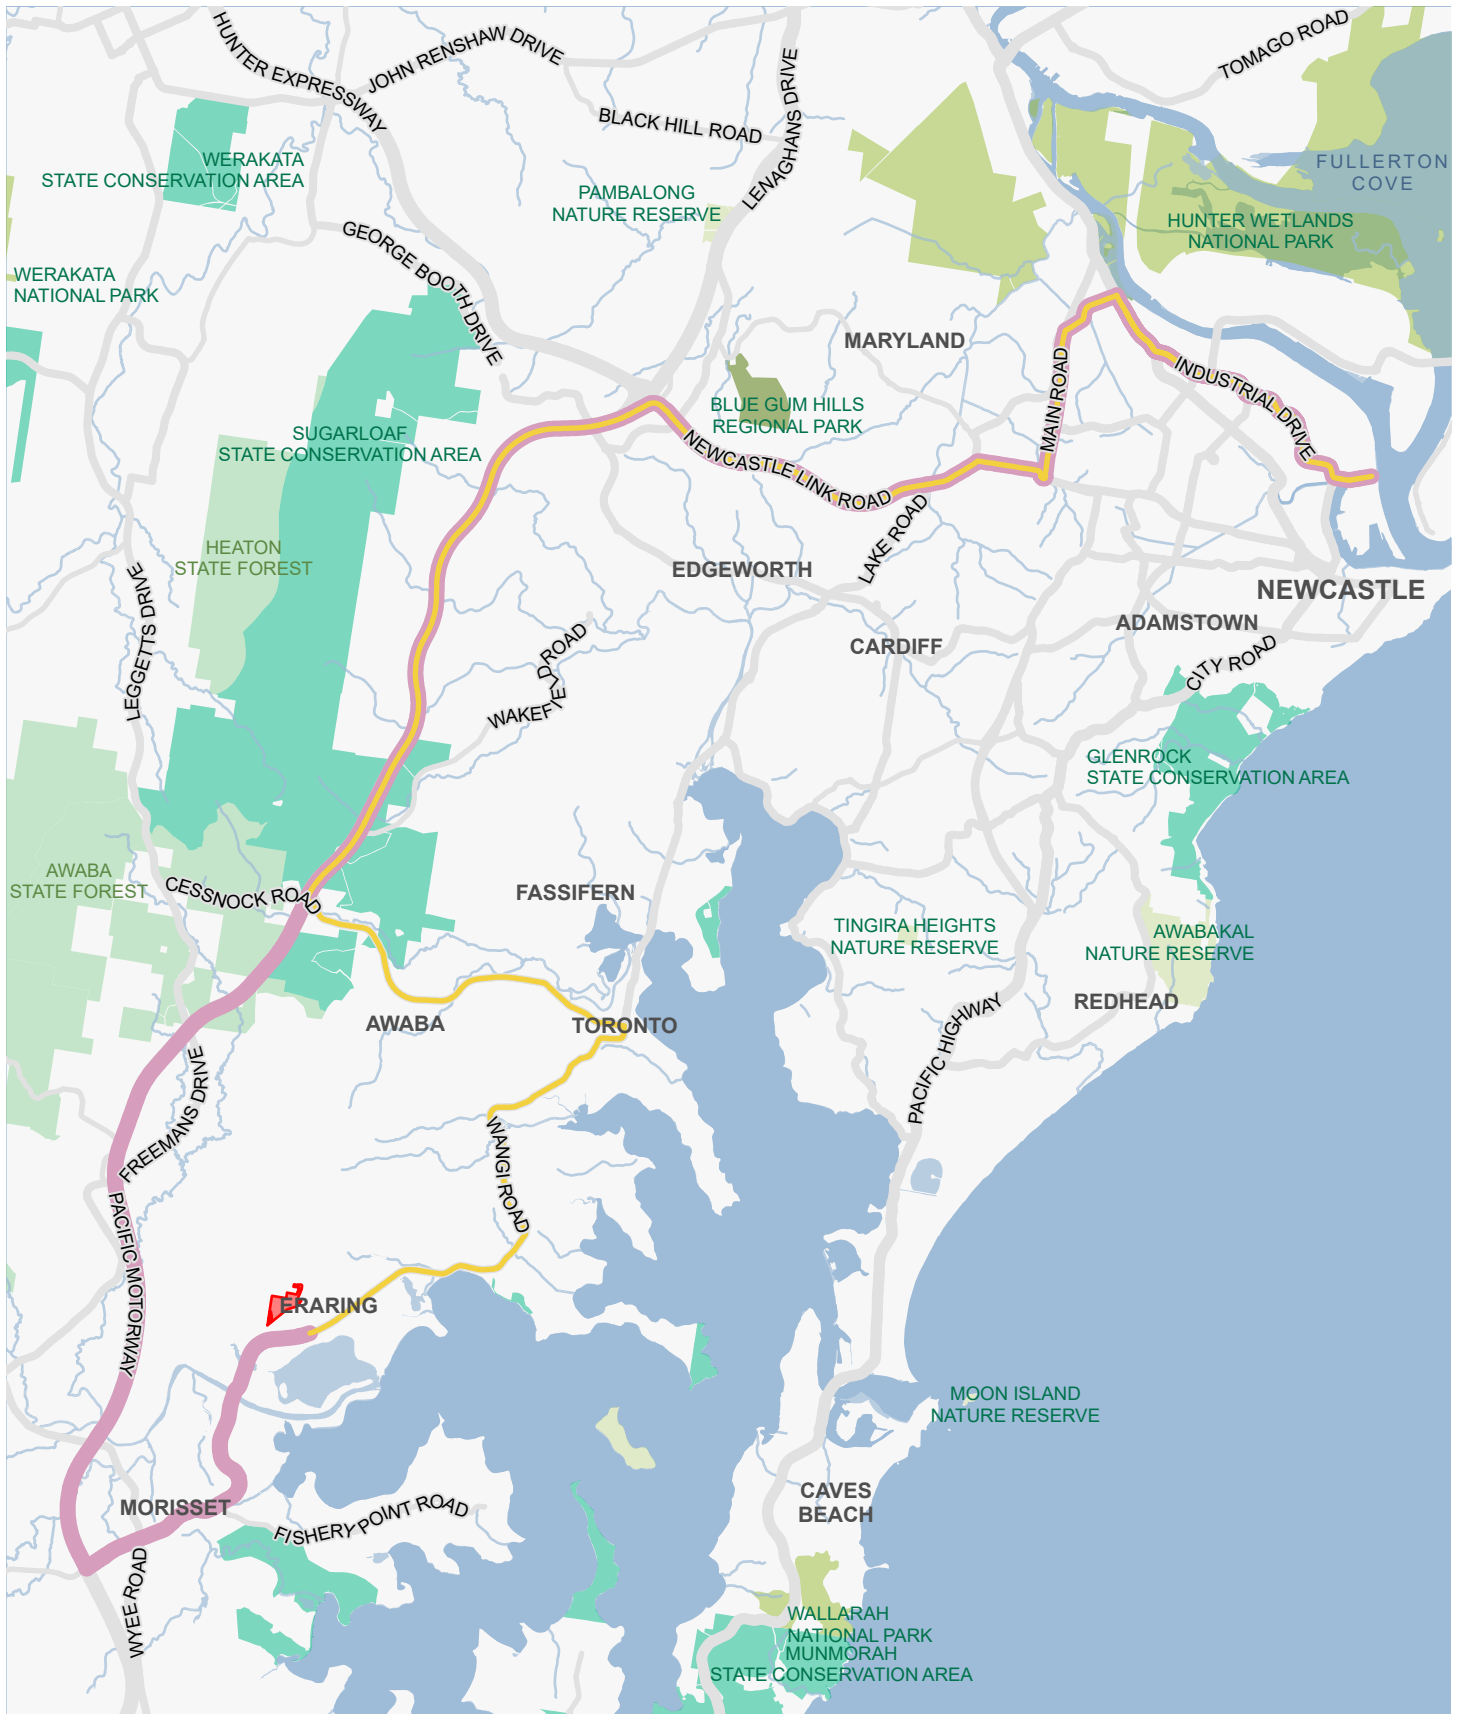 HUNTER EXPRESSWAY
JOHN RENSHAW DRIVE
TOMAGO ROAD
BLACK HILL ROAD
LENAGHANS DRIVE
WERAKATA
STATE CONSERVATION AREA
FULLERTON
COVE
PAMBALONG
NATURE RESERVE
HUNTER WETLANDS
NATIONAL PARK
GEORGE BOOTH DRIVE
WERAKATA
NATIONAL PARK
MARYLAND
MAIN ROAD
INDUSTRIAL DRIVE
BLUE GUM HILLS
REGIONAL PARK
SUGARLOAF
STATE CONSERVATION AREA
NEWCASTLE LINK ROAD
LAKE ROAD
HEATON
STATE FOREST
EDGEWORTH
NEWCASTLE
LEGGETTS DRIVE
ADAMSTOWN
CARDIFF
CITY ROAD
WAKEFIELD ROAD
GLENROCK
STATE CONSERVATION AREA
AWABA
STATE FOREST
CESSNOCK ROAD
FASSIFERN
TINGIRA HEIGHTS
NATURE RESERVE
AWABAKAL
NATURE RESERVE
REDHEAD
AWABA
TORONTO
PACIFIC HIGHWAY
FREEMANS DRIVE
WANGI ROAD
PACIFIC MOTORWAY
ERARING
MOON ISLAND
NATURE RESERVE
CAVES
BEACH
MORISSET
FISHERY POINT ROAD
WYEE ROAD
WALLARAH
NATIONAL PARK
MUNMORAH
STATE CONSERVATION AREA